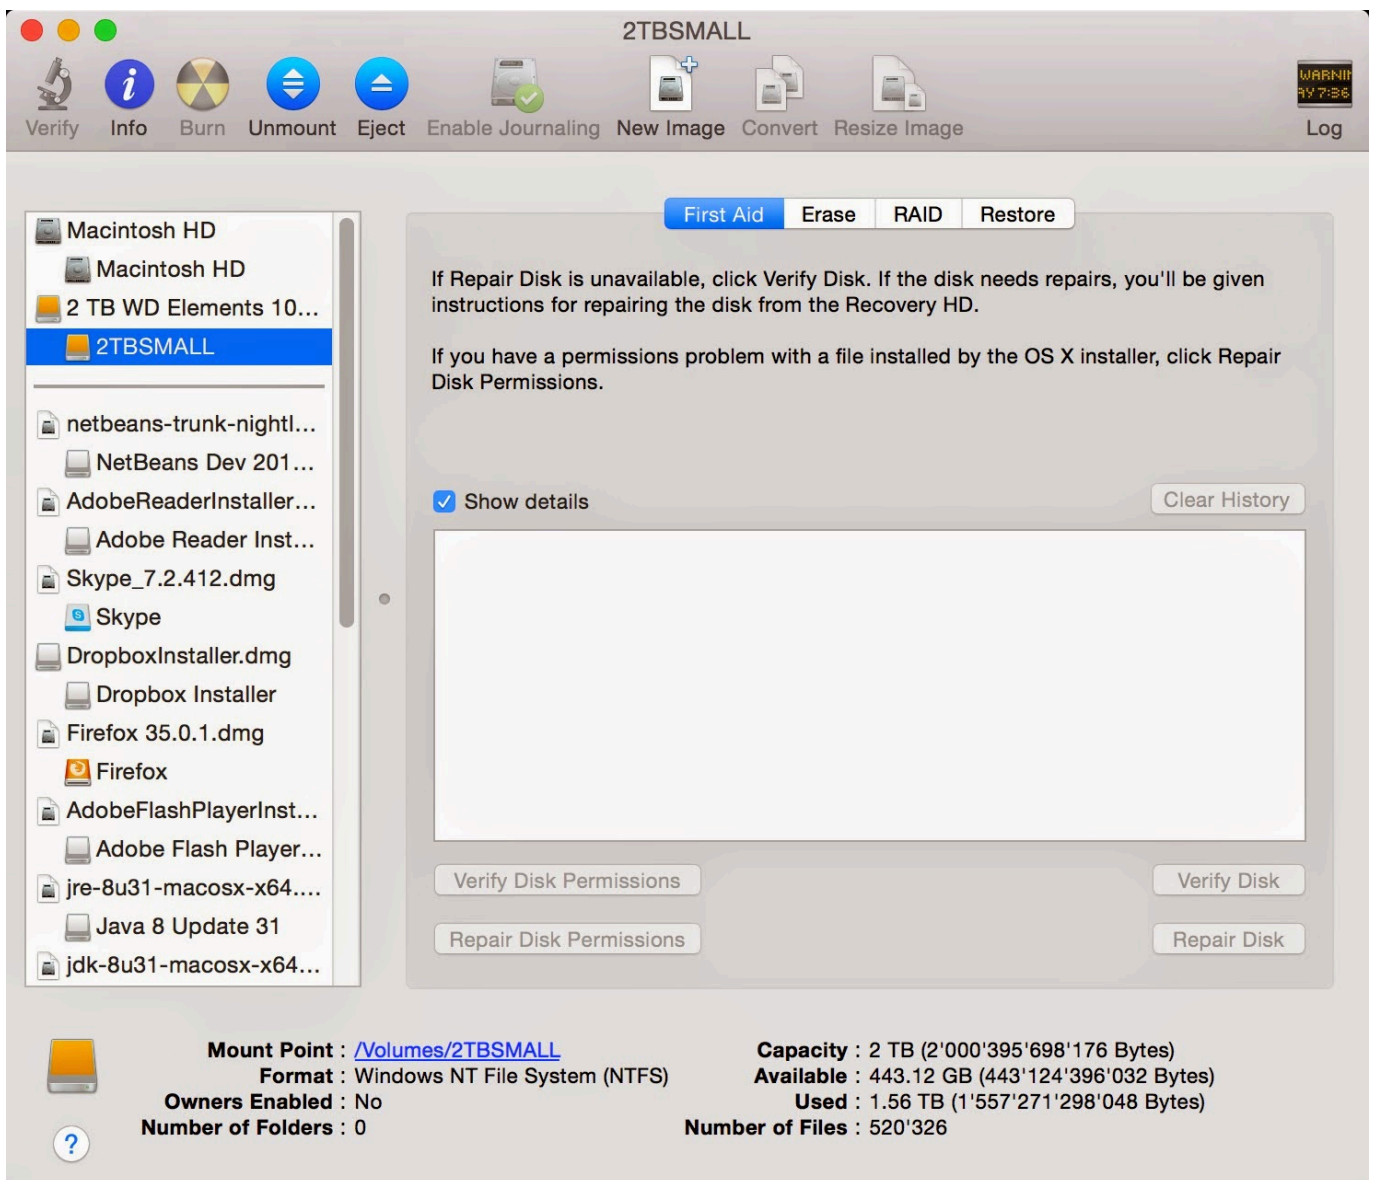 2TBSMALL
Verify Info Burn Unmount Eject Enable Journaling New Image Convert Resize Image Log
WARNIN
AY 7:36
First Aid Erase RAID Restore
Macintosh HD
Macintosh HD
2 TB WD Elements 10...
2TBSMALL
netbeans-trunk-nightl...
NetBeans Dev 201...
AdobeReaderInstaller...
Adobe Reader Inst...
Skype_7.2.412.dmg
Skype
DropboxInstaller.dmg
Dropbox Installer
Firefox 35.0.1.dmg
Firefox
AdobeFlashPlayerInst...
Adobe Flash Player...
jre-8u31-macosx-x64....
Java 8 Update 31
jdk-8u31-macosx-x64...
If Repair Disk is unavailable, click Verify Disk. If the disk needs repairs, you'll be given
instructions for repairing the disk from the Recovery HD.
If you have a permissions problem with a file installed by the OS X installer, click Repair
Disk Permissions.
Show details
Clear History
Verify Disk Permissions Verify Disk
Repair Disk Permissions Repair Disk
Mount Point : /Volumes/2TBSMALL
Format : Windows NT File System (NTFS)
Owners Enabled : No
Number of Folders : 0
Capacity : 2 TB (2'000'395'698'176 Bytes)
Available : 443.12 GB (443'124'396'032 Bytes)
Used : 1.56 TB (1'557'271'298'048 Bytes)
Number of Files : 520'326
?